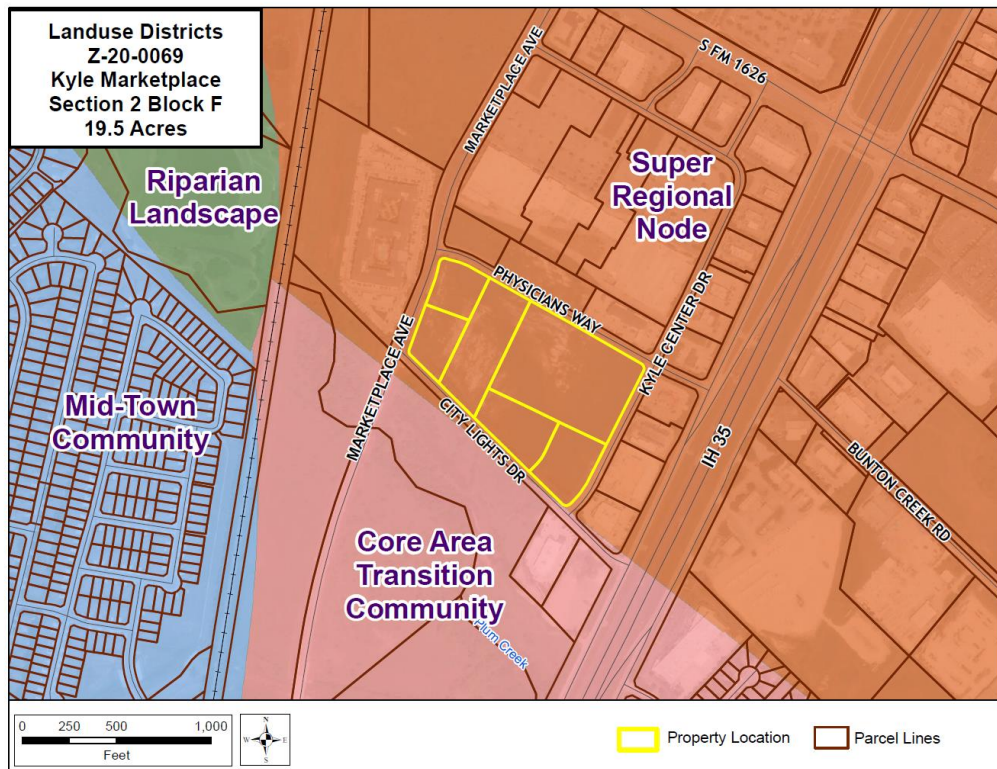 Landuse Districts
Z-20-0069
Kyle Marketplace
Section 2 Block F
19.5 Acres
MARKETPLACE AVE
S FM 1626
Riparian
Landscape
Super
Regional
Node
PHYSICIANS WAY
KYLE CENTER DR
MARKETPLACE AVE
Mid-Town
Community
CITY LIGHTS DR
IH 35
BUNTON CREEK RD
Core Area
Transition
Community
Plum Creek
0 250 500 1,000
Feet
N
W E
S
Property Location
Parcel Lines